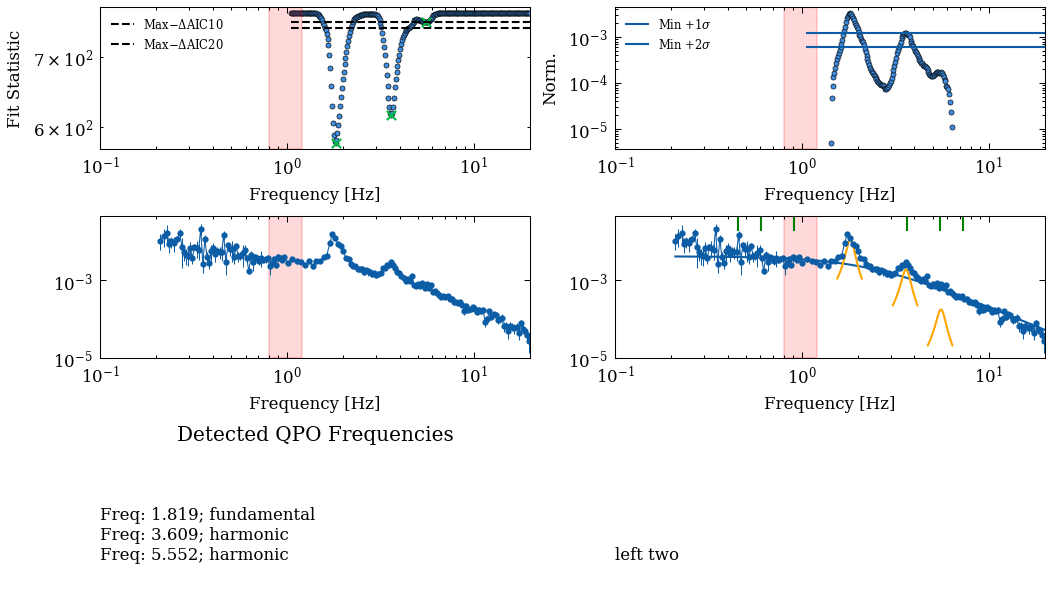 Fit Statistic
Max−ΔAIC10
Max−ΔAIC20
7 × 10²
6 × 10²
10⁻¹ 10⁰ 10¹
Frequency [Hz]
Norm.
Min +1σ
Min +2σ
10⁻³
10⁻⁴
10⁻⁵
10⁻¹ 10⁰ 10¹
Frequency [Hz]
10⁻³
10⁻⁵
10⁻¹ 10⁰ 10¹
Frequency [Hz]
10⁻³
10⁻⁵
10⁻¹ 10⁰ 10¹
Frequency [Hz]
Detected QPO Frequencies
Freq: 1.819; fundamental
Freq: 3.609; harmonic
Freq: 5.552; harmonic
left two